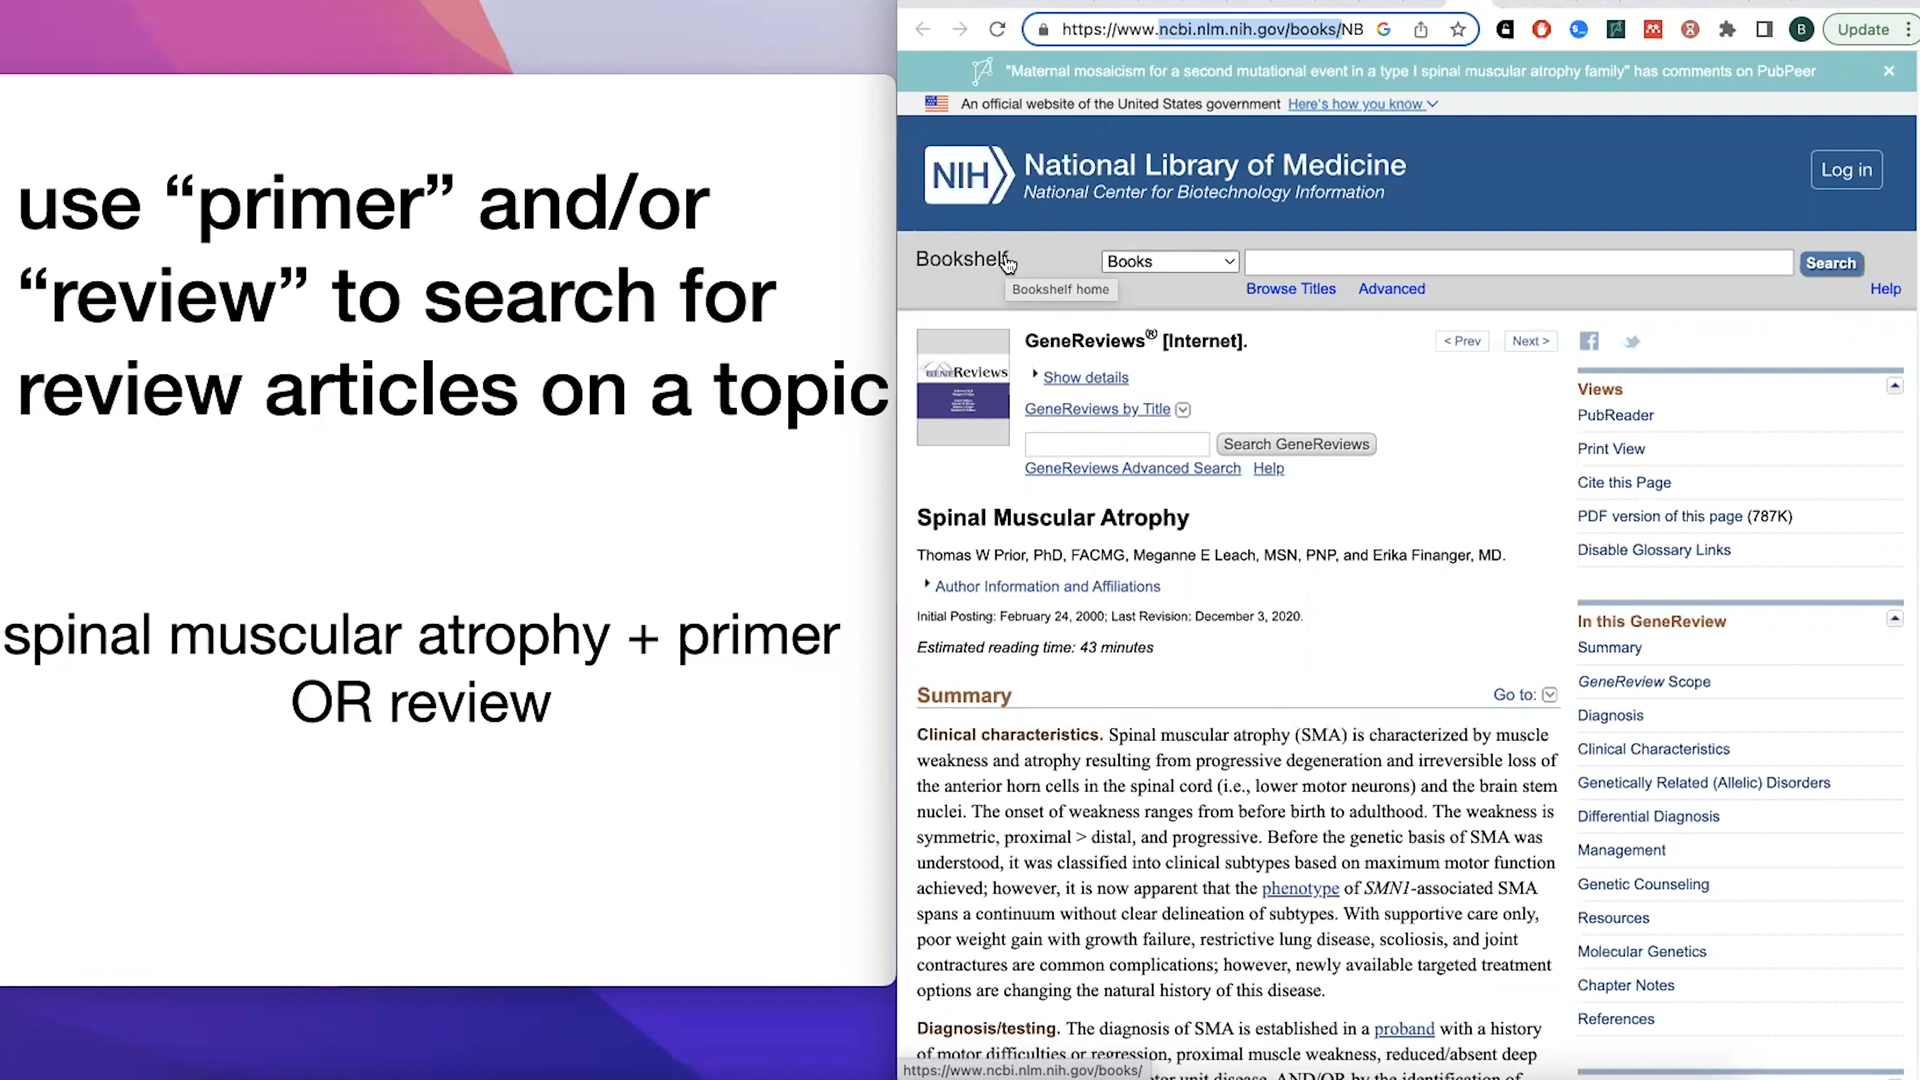 use “primer” and/or
“review” to search for
review articles on a topic
spinal muscular atrophy + primer
OR review
https://www.ncbi.nlm.nih.gov/books/NB
B
Update
"Maternal mosaicism for a second mutational event in a type I spinal muscular atrophy family" has comments on PubPeer
An official website of the United States government Here's how you know
NIH National Library of Medicine
National Center for Biotechnology Information
Log in
Bookshelf
Books
Search
Bookshelf home
Browse Titles Advanced
Help
GeneReviews® [Internet].
< Prev Next >
GENEReviews
Show details
GeneReviews by Title
Search GeneReviews
GeneReviews Advanced Search Help
Spinal Muscular Atrophy
Thomas W Prior, PhD, FACMG, Meganne E Leach, MSN, PNP, and Erika Finanger, MD.
Author Information and Affiliations
Initial Posting: February 24, 2000; Last Revision: December 3, 2020.
Estimated reading time: 43 minutes
Summary
Go to:
Clinical characteristics. Spinal muscular atrophy (SMA) is characterized by muscle
weakness and atrophy resulting from progressive degeneration and irreversible loss of
the anterior horn cells in the spinal cord (i.e., lower motor neurons) and the brain stem
nuclei. The onset of weakness ranges from before birth to adulthood. The weakness is
symmetric, proximal > distal, and progressive. Before the genetic basis of SMA was
understood, it was classified into clinical subtypes based on maximum motor function
achieved; however, it is now apparent that the phenotype of SMN1-associated SMA
spans a continuum without clear delineation of subtypes. With supportive care only,
poor weight gain with growth failure, restrictive lung disease, scoliosis, and joint
contractures are common complications; however, newly available targeted treatment
options are changing the natural history of this disease.
Diagnosis/testing. The diagnosis of SMA is established in a proband with a history
of motor difficulties or regression, proximal muscle weakness, reduced/absent deep
motor unit disease, AND/OR by the identification of
https://www.ncbi.nlm.nih.gov/books/
Views
PubReader
Print View
Cite this Page
PDF version of this page (787K)
Disable Glossary Links
In this GeneReview
Summary
GeneReview Scope
Diagnosis
Clinical Characteristics
Genetically Related (Allelic) Disorders
Differential Diagnosis
Management
Genetic Counseling
Resources
Molecular Genetics
Chapter Notes
References